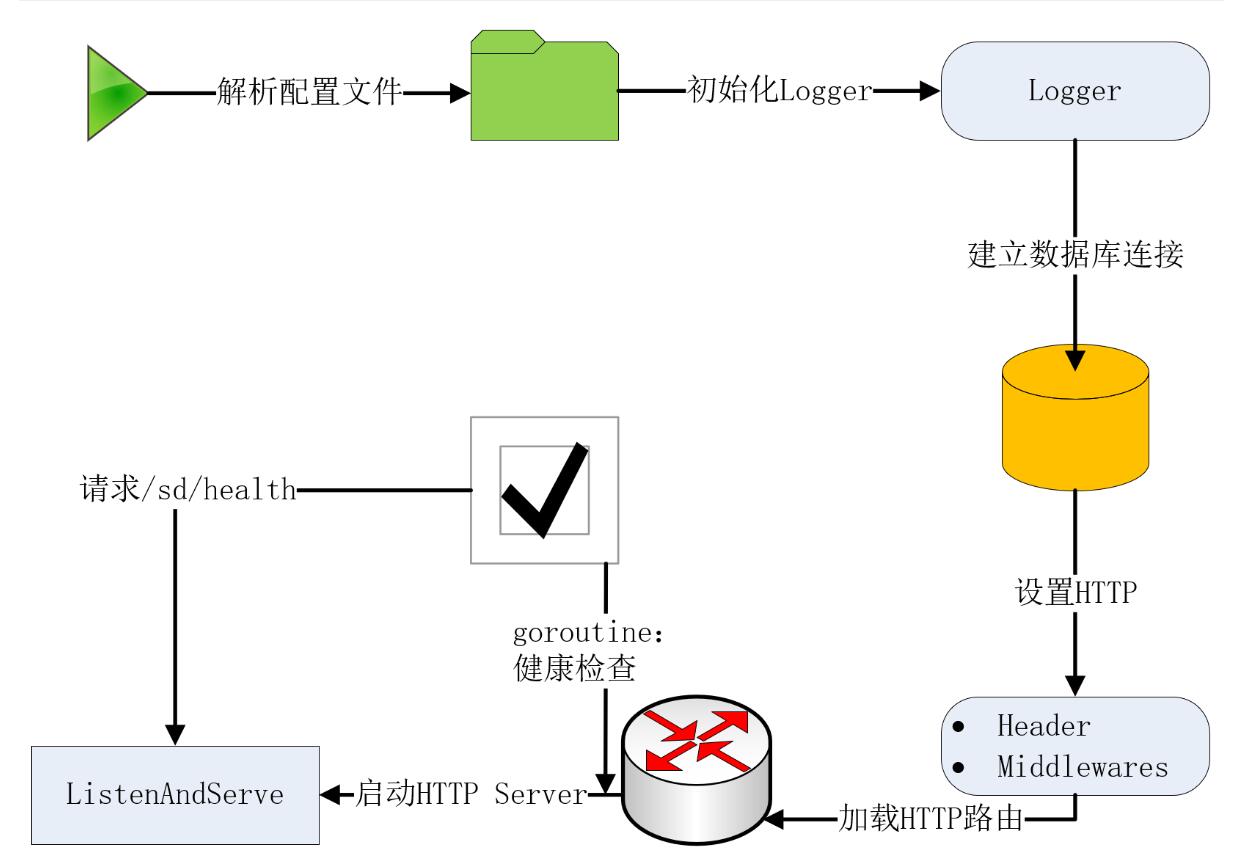 解析配置文件
初始化Logger
Logger
建立数据库连接
设置HTTP
• Header
• Middlewares
加载HTTP路由
启动HTTP Server
goroutine：
健康检查
请求/sd/health
ListenAndServe